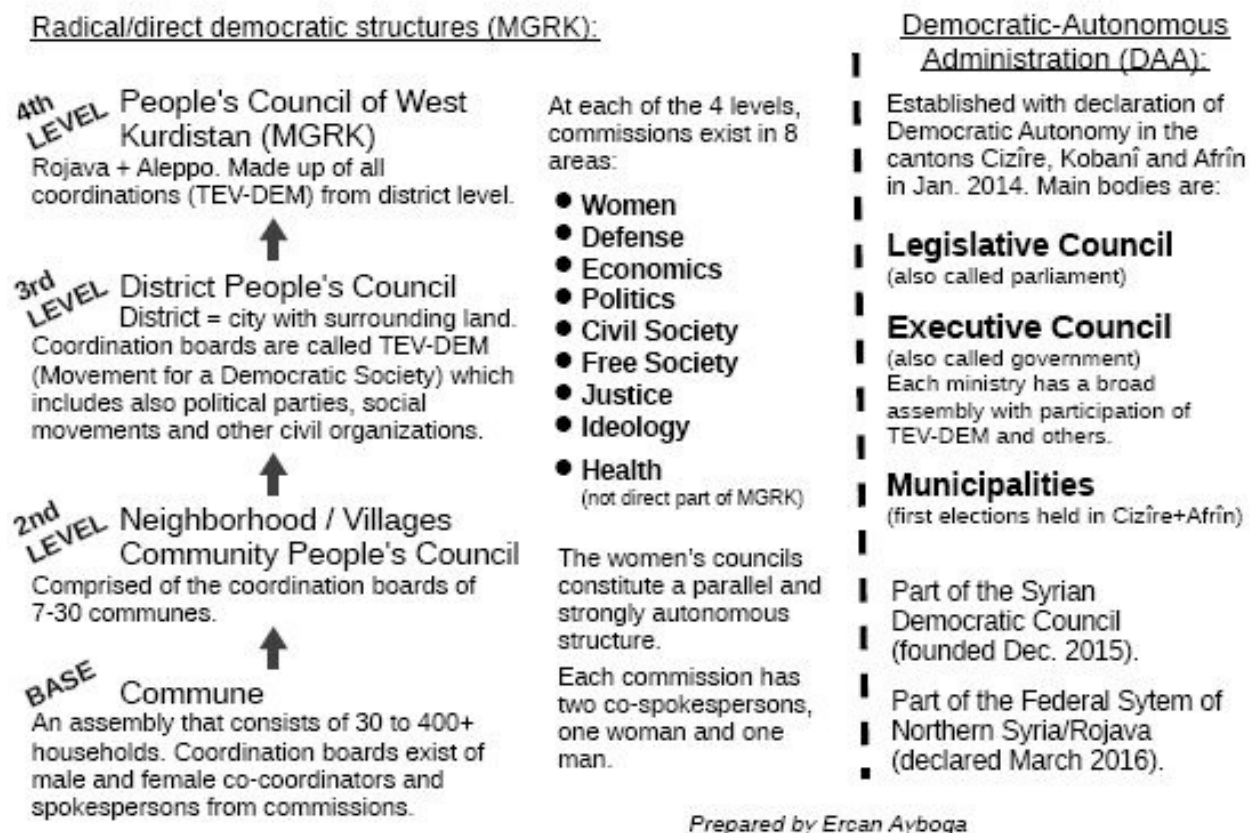 Radical/direct democratic structures (MGRK):
4th LEVEL
People's Council of West
Kurdistan (MGRK)
Rojava + Aleppo. Made up of all
coordinations (TEV-DEM) from district level.
3rd LEVEL
District People's Council
District = city with surrounding land.
Coordination boards are called TEV-DEM
(Movement for a Democratic Society) which
includes also political parties, social
movements and other civil organizations.
2nd LEVEL
Neighborhood / Villages
Community People's Council
Comprised of the coordination boards of
7-30 communes.
BASE
Commune
An assembly that consists of 30 to 400+
households. Coordination boards exist of
male and female co-coordinators and
spokespersons from commissions.
At each of the 4 levels,
commissions exist in 8
areas:
● Women
● Defense
● Economics
● Politics
● Civil Society
● Free Society
● Justice
● Ideology
● Health
(not direct part of MGRK)
The women's councils
constitute a parallel and
strongly autonomous
structure.
Each commission has
two co-spokespersons,
one woman and one
man.
Democratic-Autonomous
Administration (DAA):
Established with declaration of
Democratic Autonomy in the
cantons Cizîre, Kobanî and Afrîn
in Jan. 2014. Main bodies are:
Legislative Council
(also called parliament)
Executive Council
(also called government)
Each ministry has a broad
assembly with participation of
TEV-DEM and others.
Municipalities
(first elections held in Cizîre+Afrîn)
Part of the Syrian
Democratic Council
(founded Dec. 2015).
Part of the Federal Sytem of
Northern Syria/Rojava
(declared March 2016).
Prepared by Ercan Ayboga